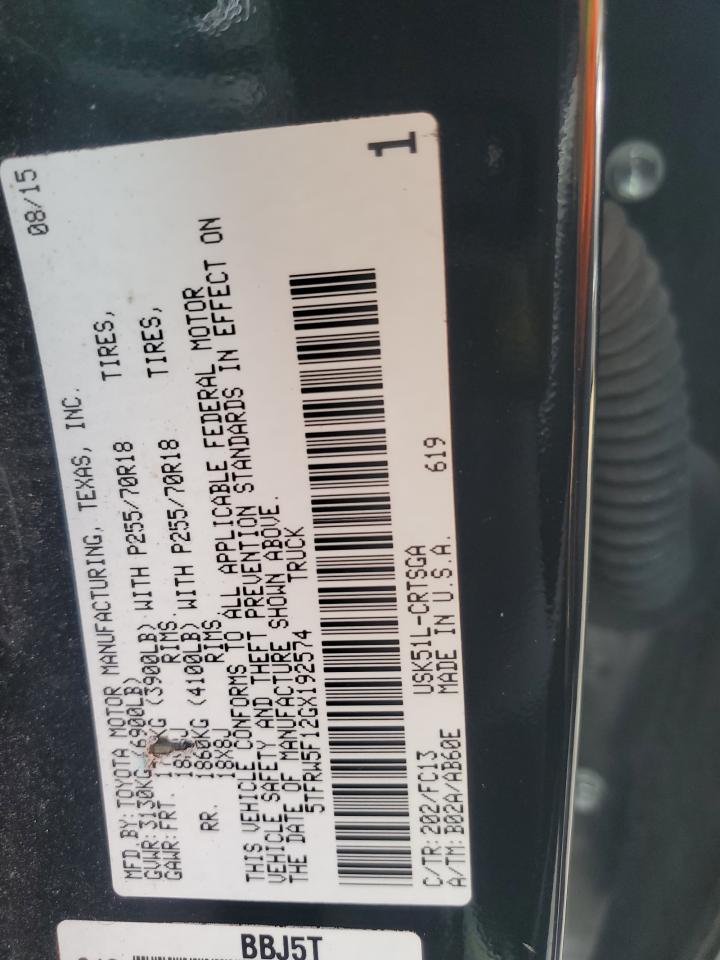 08/15
MFD.BY:TOYOTA MOTOR MANUFACTURING, TEXAS, INC.
GVWR:3130KG (6900LB)
GAWR:FRT. KG (3900LB) WITH P255/70R18 TIRES,
RIMS.
RR. 1860KG (4100LB) WITH P255/70R18 TIRES,
18X8J RIMS
THIS VEHICLE CONFORMS TO ALL APPLICABLE FEDERAL MOTOR
VEHICLE SAFETY AND THEFT PREVENTION STANDARDS IN EFFECT ON
THE DATE OF MANUFACTURE SHOWN ABOVE.
5TFRW5F12GX192574 TRUCK
C/TR:202/FC13 USK51L-CRTSGA 619
A/TM:B02A/AB60E MADE IN U.S.A.
1
BBJ5T